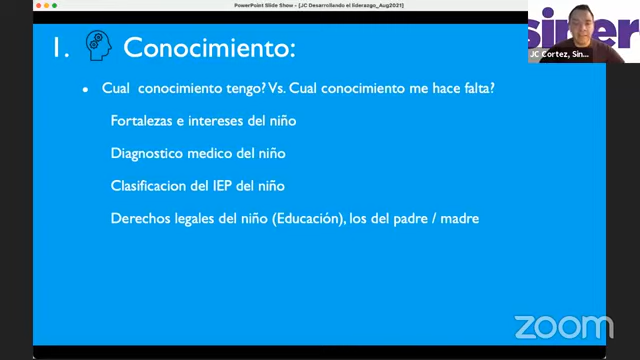 PowerPoint Slide Show - [JC Desarrollando el liderazgo_Aug2021]
JC Cortez, Sin...
1. Conocimiento:
• Cual conocimiento tengo? Vs. Cual conocimiento me hace falta?
Fortalezas e intereses del niño
Diagnostico medico del niño
Clasificacion del IEP del niño
Derechos legales del niño (Educación), los del padre / madre
zoom